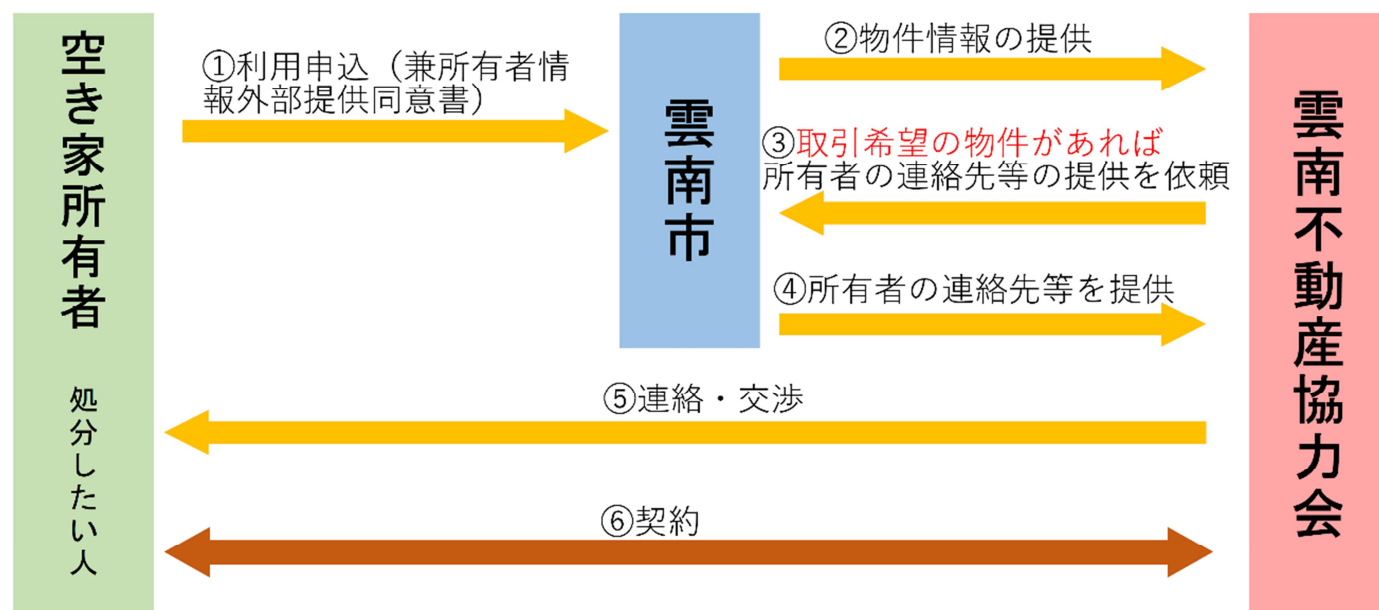 空き家所有者
処分したい人
①利用申込（兼所有者情
報外部提供同意書）
雲南市
②物件情報の提供
③取引希望の物件があれば
所有者の連絡先等の提供を依頼
④所有者の連絡先等を提供
⑤連絡・交渉
⑥契約
雲南不動産協力会